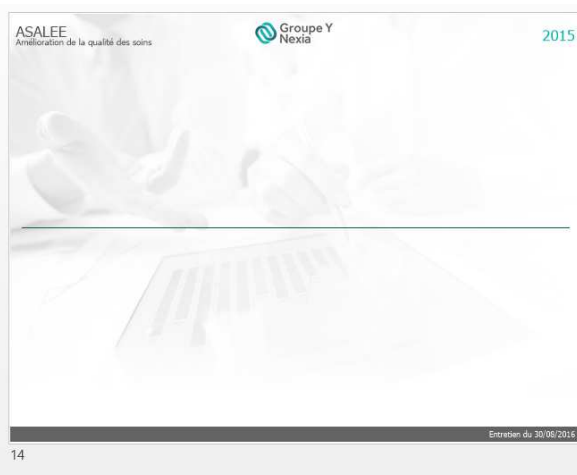 ASALEE
Amélioration de la qualité des soins
Groupe Y
Nexia
2015
Entretien du 30/08/2016
14